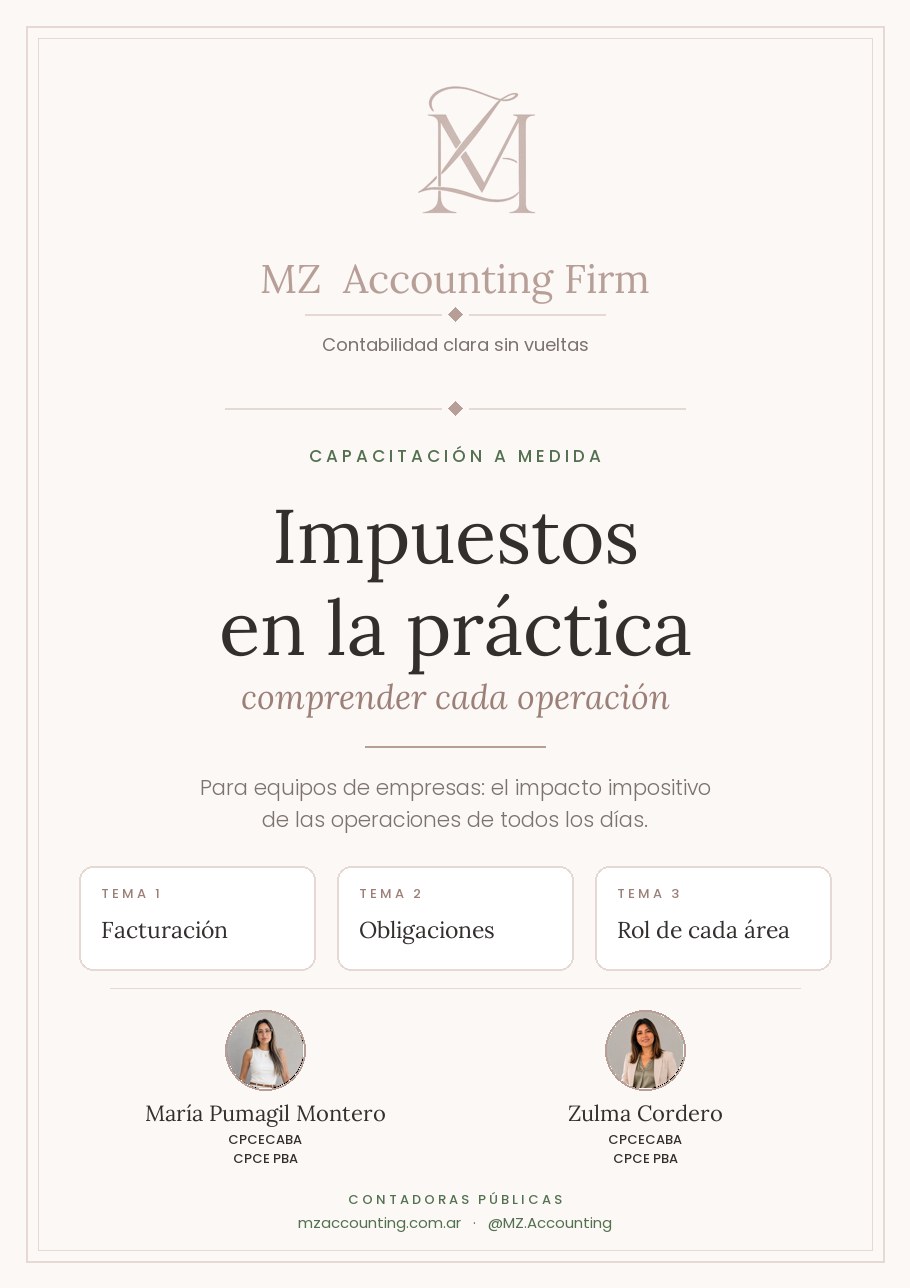 MZ
MZ Accounting Firm
Contabilidad clara sin vueltas
CAPACITACIÓN A MEDIDA
Impuestos
en la práctica
comprender cada operación
Para equipos de empresas: el impacto impositivo
de las operaciones de todos los días.
TEMA 1
Facturación
TEMA 2
Obligaciones
TEMA 3
Rol de cada área
María Pumagil Montero
CPCECABA
CPCE PBA
Zulma Cordero
CPCECABA
CPCE PBA
CONTADORAS PÚBLICAS
mzaccounting.com.ar · @MZ.Accounting